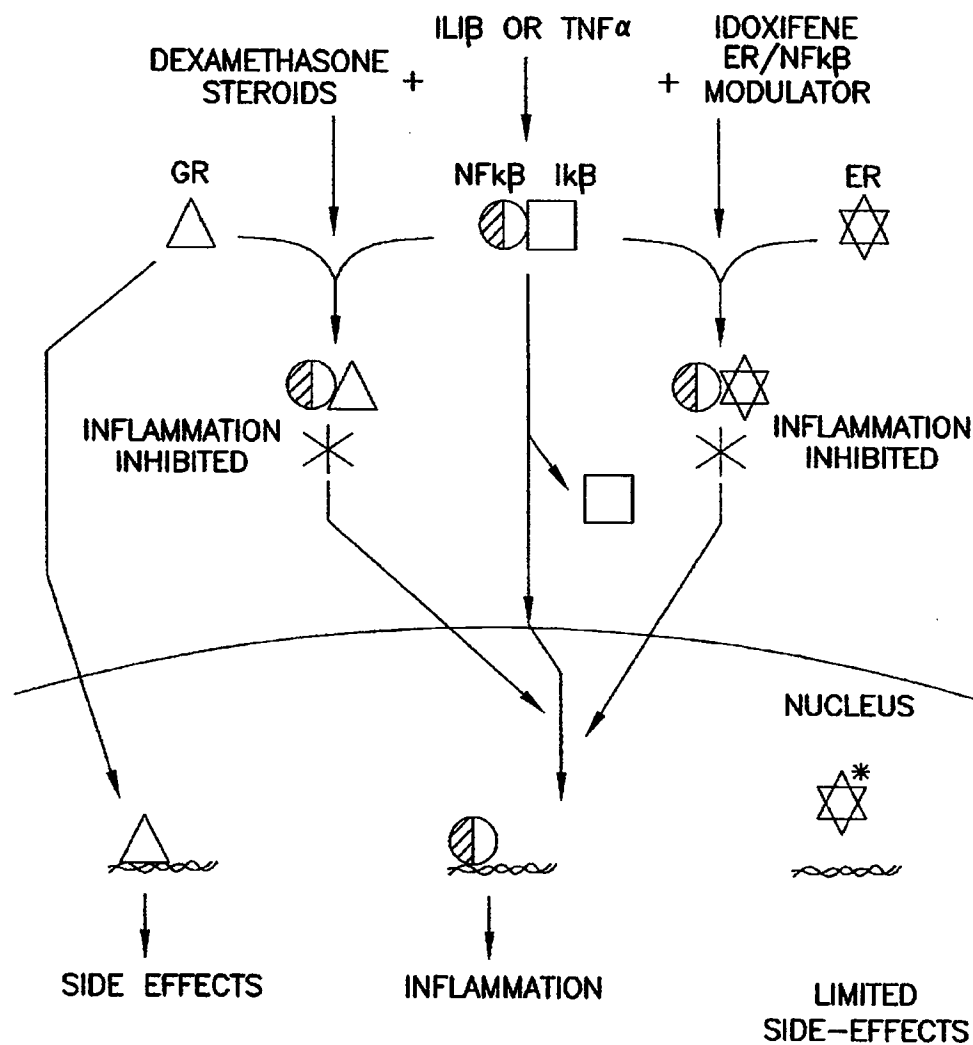 ILIβ OR TNFα
DEXAMETHASONE
STEROIDS
+
+
IDOXIFENE
ER/NFkβ
MODULATOR
GR
NFkβ
Ikβ
ER
INFLAMMATION
INHIBITED
INFLAMMATION
INHIBITED
NUCLEUS
*
SIDE EFFECTS
INFLAMMATION
LIMITED
SIDE-EFFECTS